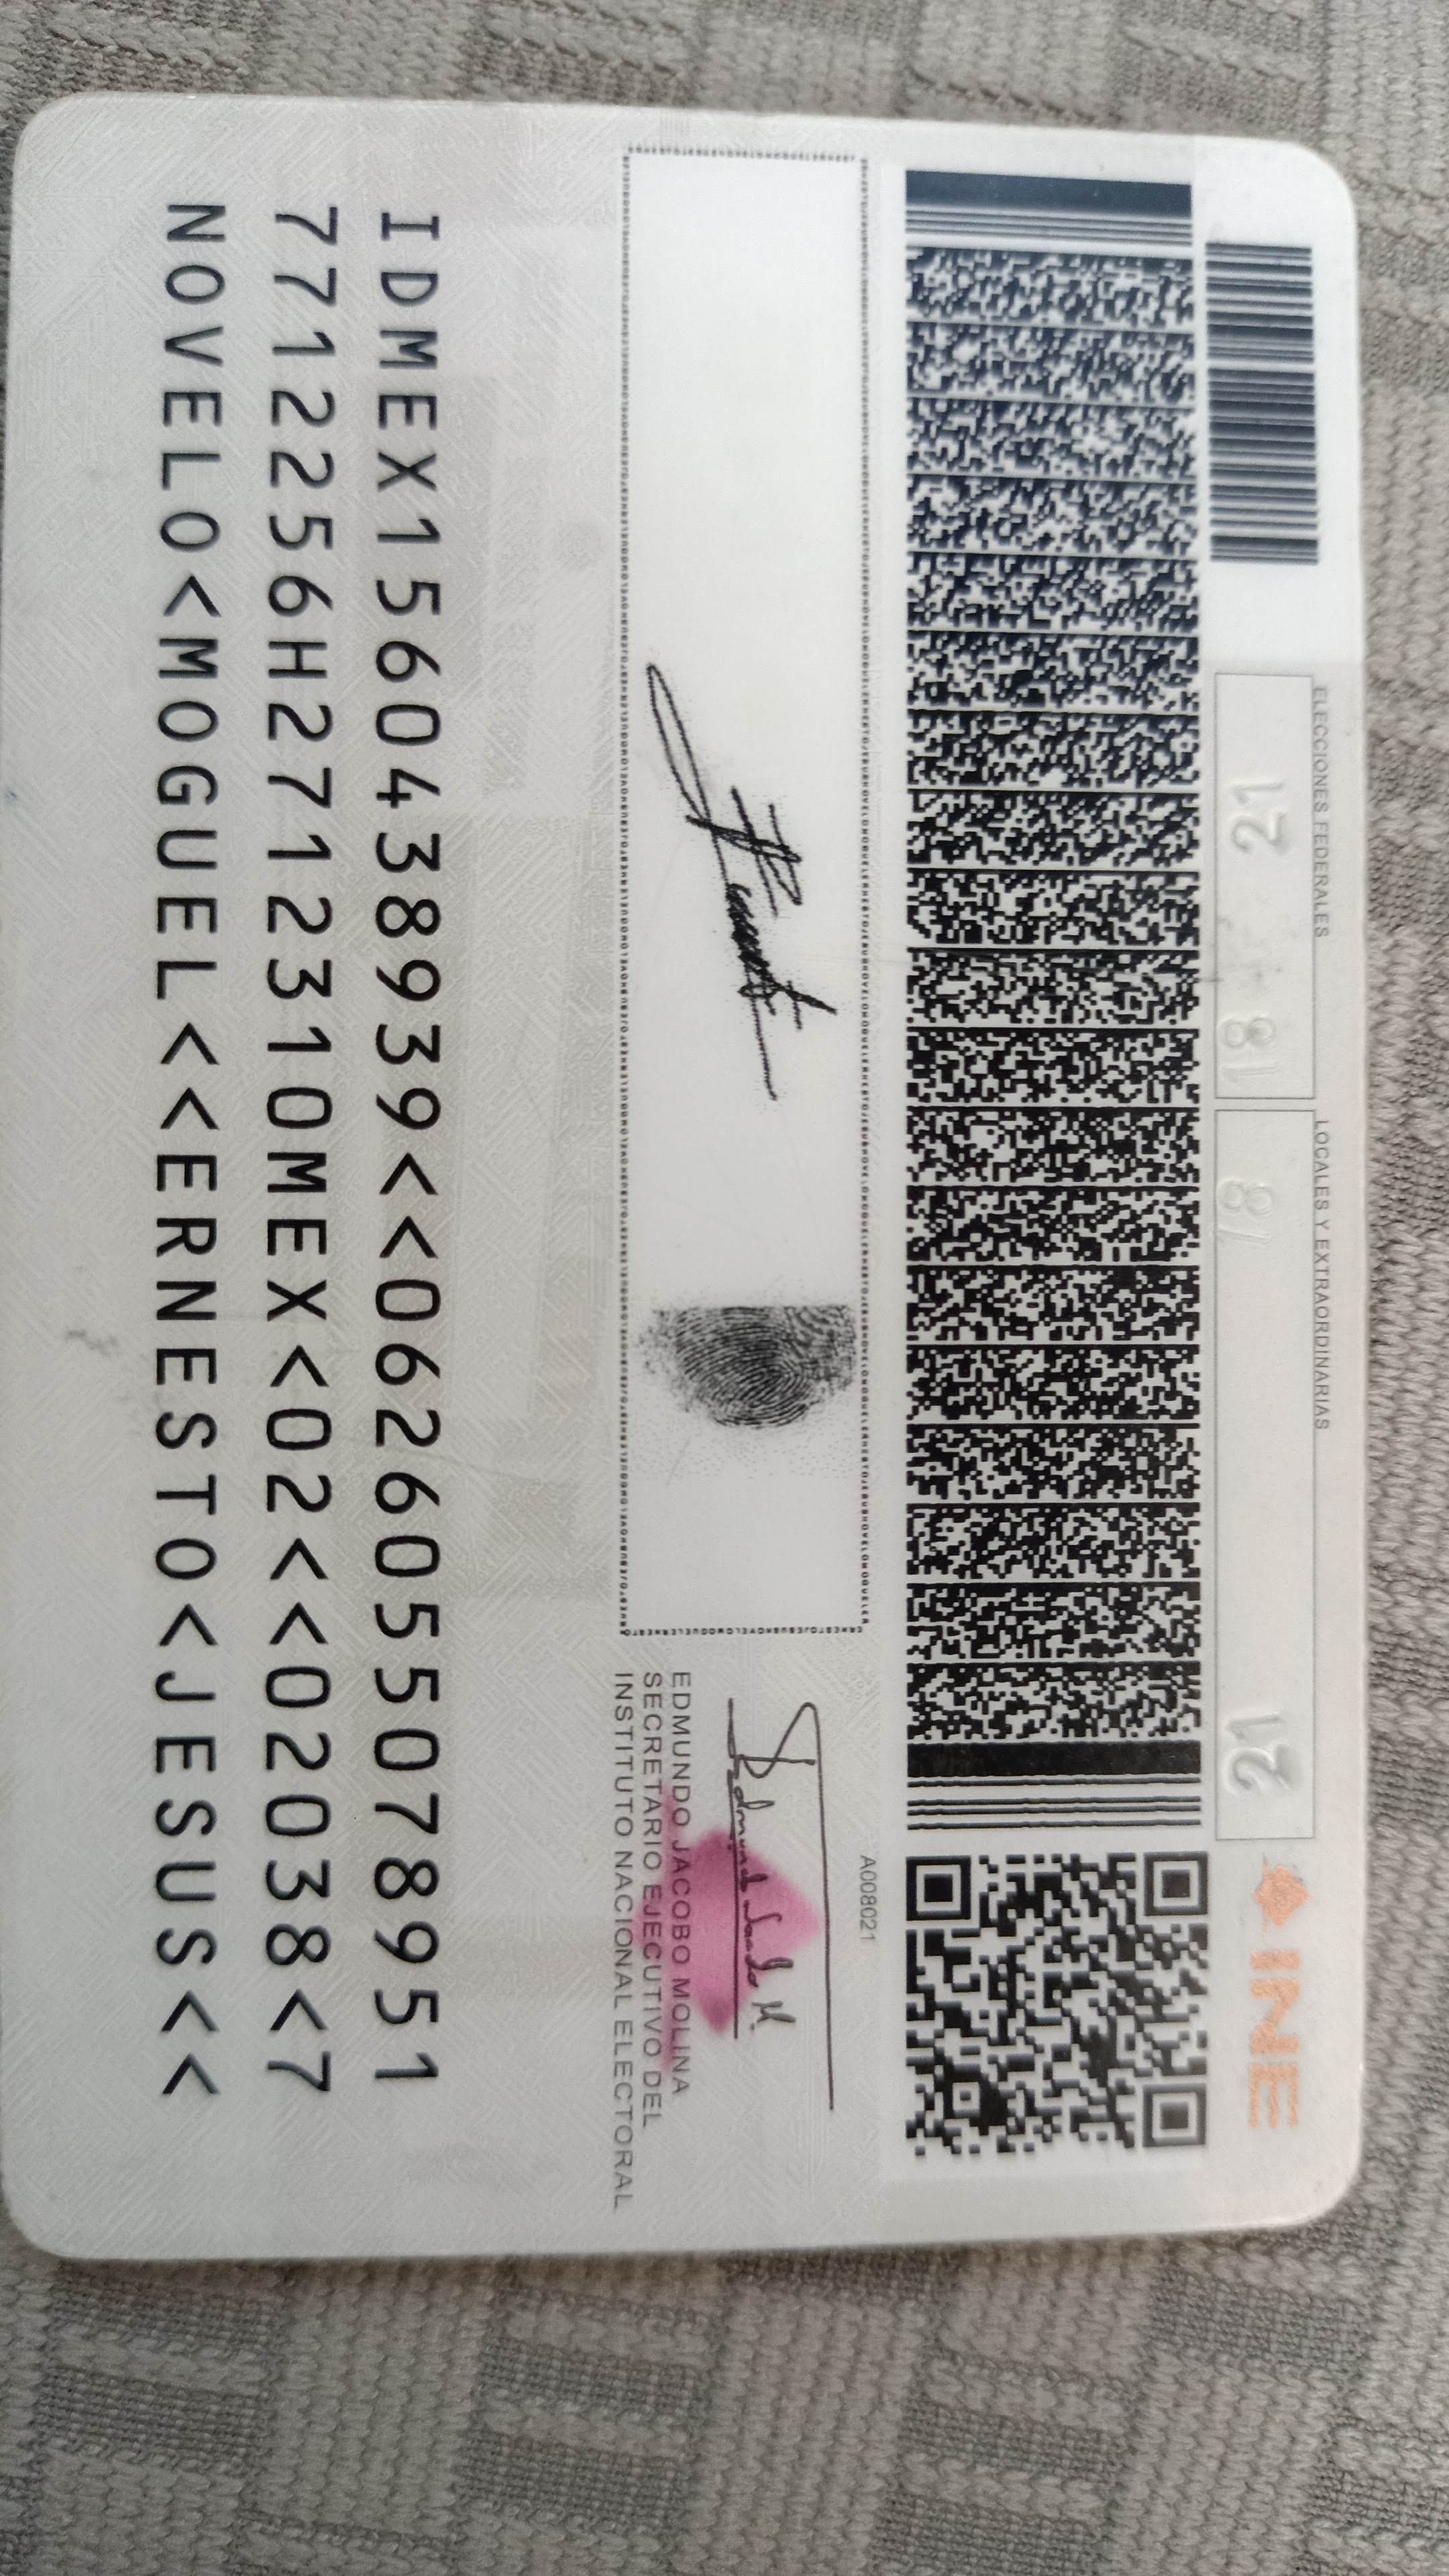 ELECCIONES FEDERALES
LOCALES Y EXTRAORDINARIAS
INE
21
18
18
21
A008021
EDMUNDO JACOBO MOLINA
SECRETARIO EJECUTIVO DEL
INSTITUTO NACIONAL ELECTORAL
IDMEX1560438939<<0626055078951
7712256H2712310MEX<02<<02038<7
NOVELO<MOGUEL<<ERNESTO<JESUS<<